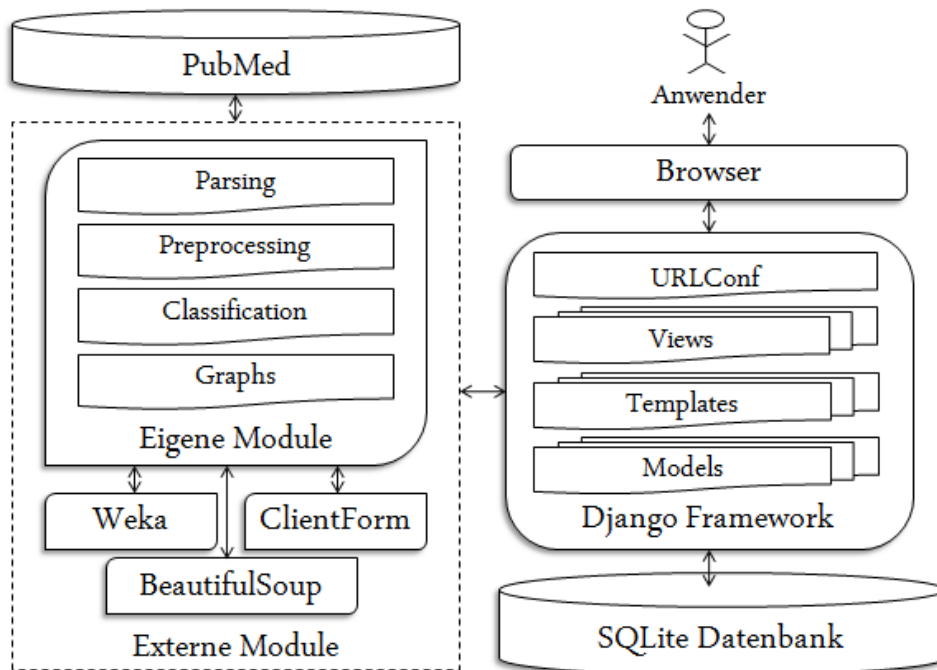 PubMed
Parsing
Preprocessing
Classification
Graphs
Eigene Module
Weka
ClientForm
BeautifulSoup
Externe Module
Anwender
Browser
URLConf
Views
Templates
Models
Django Framework
SQLite Datenbank